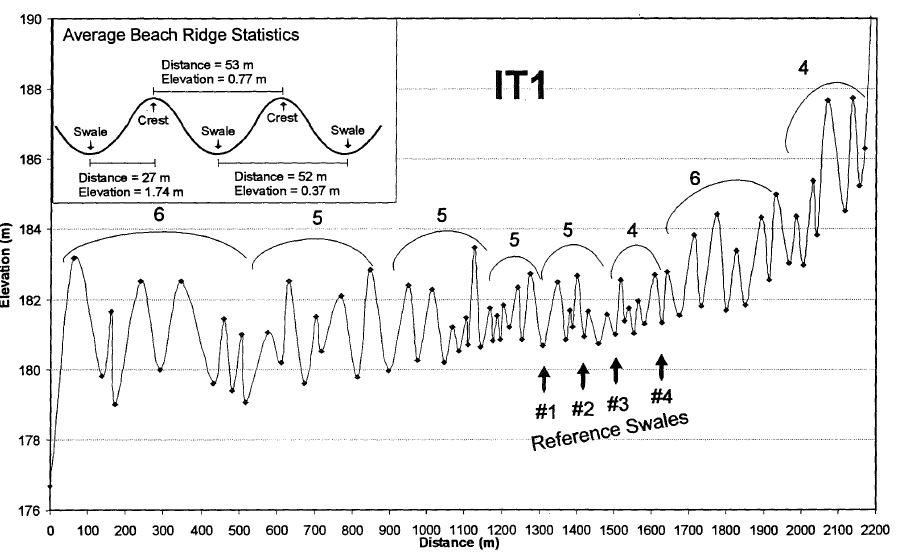 190
188
186
184
182
180
178
176
Elevation (m)
Average Beach Ridge Statistics
Distance = 53 m
Elevation = 0.77 m
Swale
Crest
Swale
Crest
Swale
Distance = 27 m
Elevation = 1.74 m
Distance = 52 m
Elevation = 0.37 m
IT1
6
5
5
5
5
4
6
4
#1
#2
#3
#4
Reference Swales
0
100
200
300
400
500
600
700
800
900
1000
1100
1200
1300
1400
1500
1600
1700
1800
1900
2000
2100
2200
Distance (m)